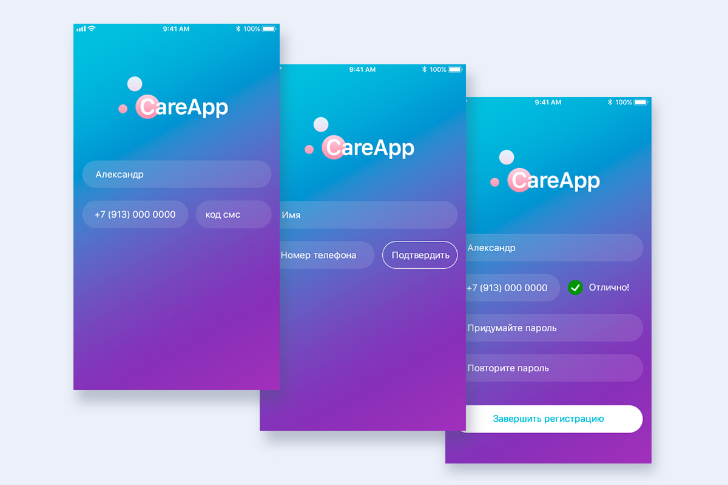 9:41 AM
100%
CareApp
Александр
+7 (913) 000 0000
код смс
9:41 AM
100%
CareApp
Имя
Номер телефона
Подтвердить
9:41 AM
100%
CareApp
Александр
+7 (913) 000 0000
Отлично!
Придумайте пароль
Повторите пароль
Завершить регистрацию